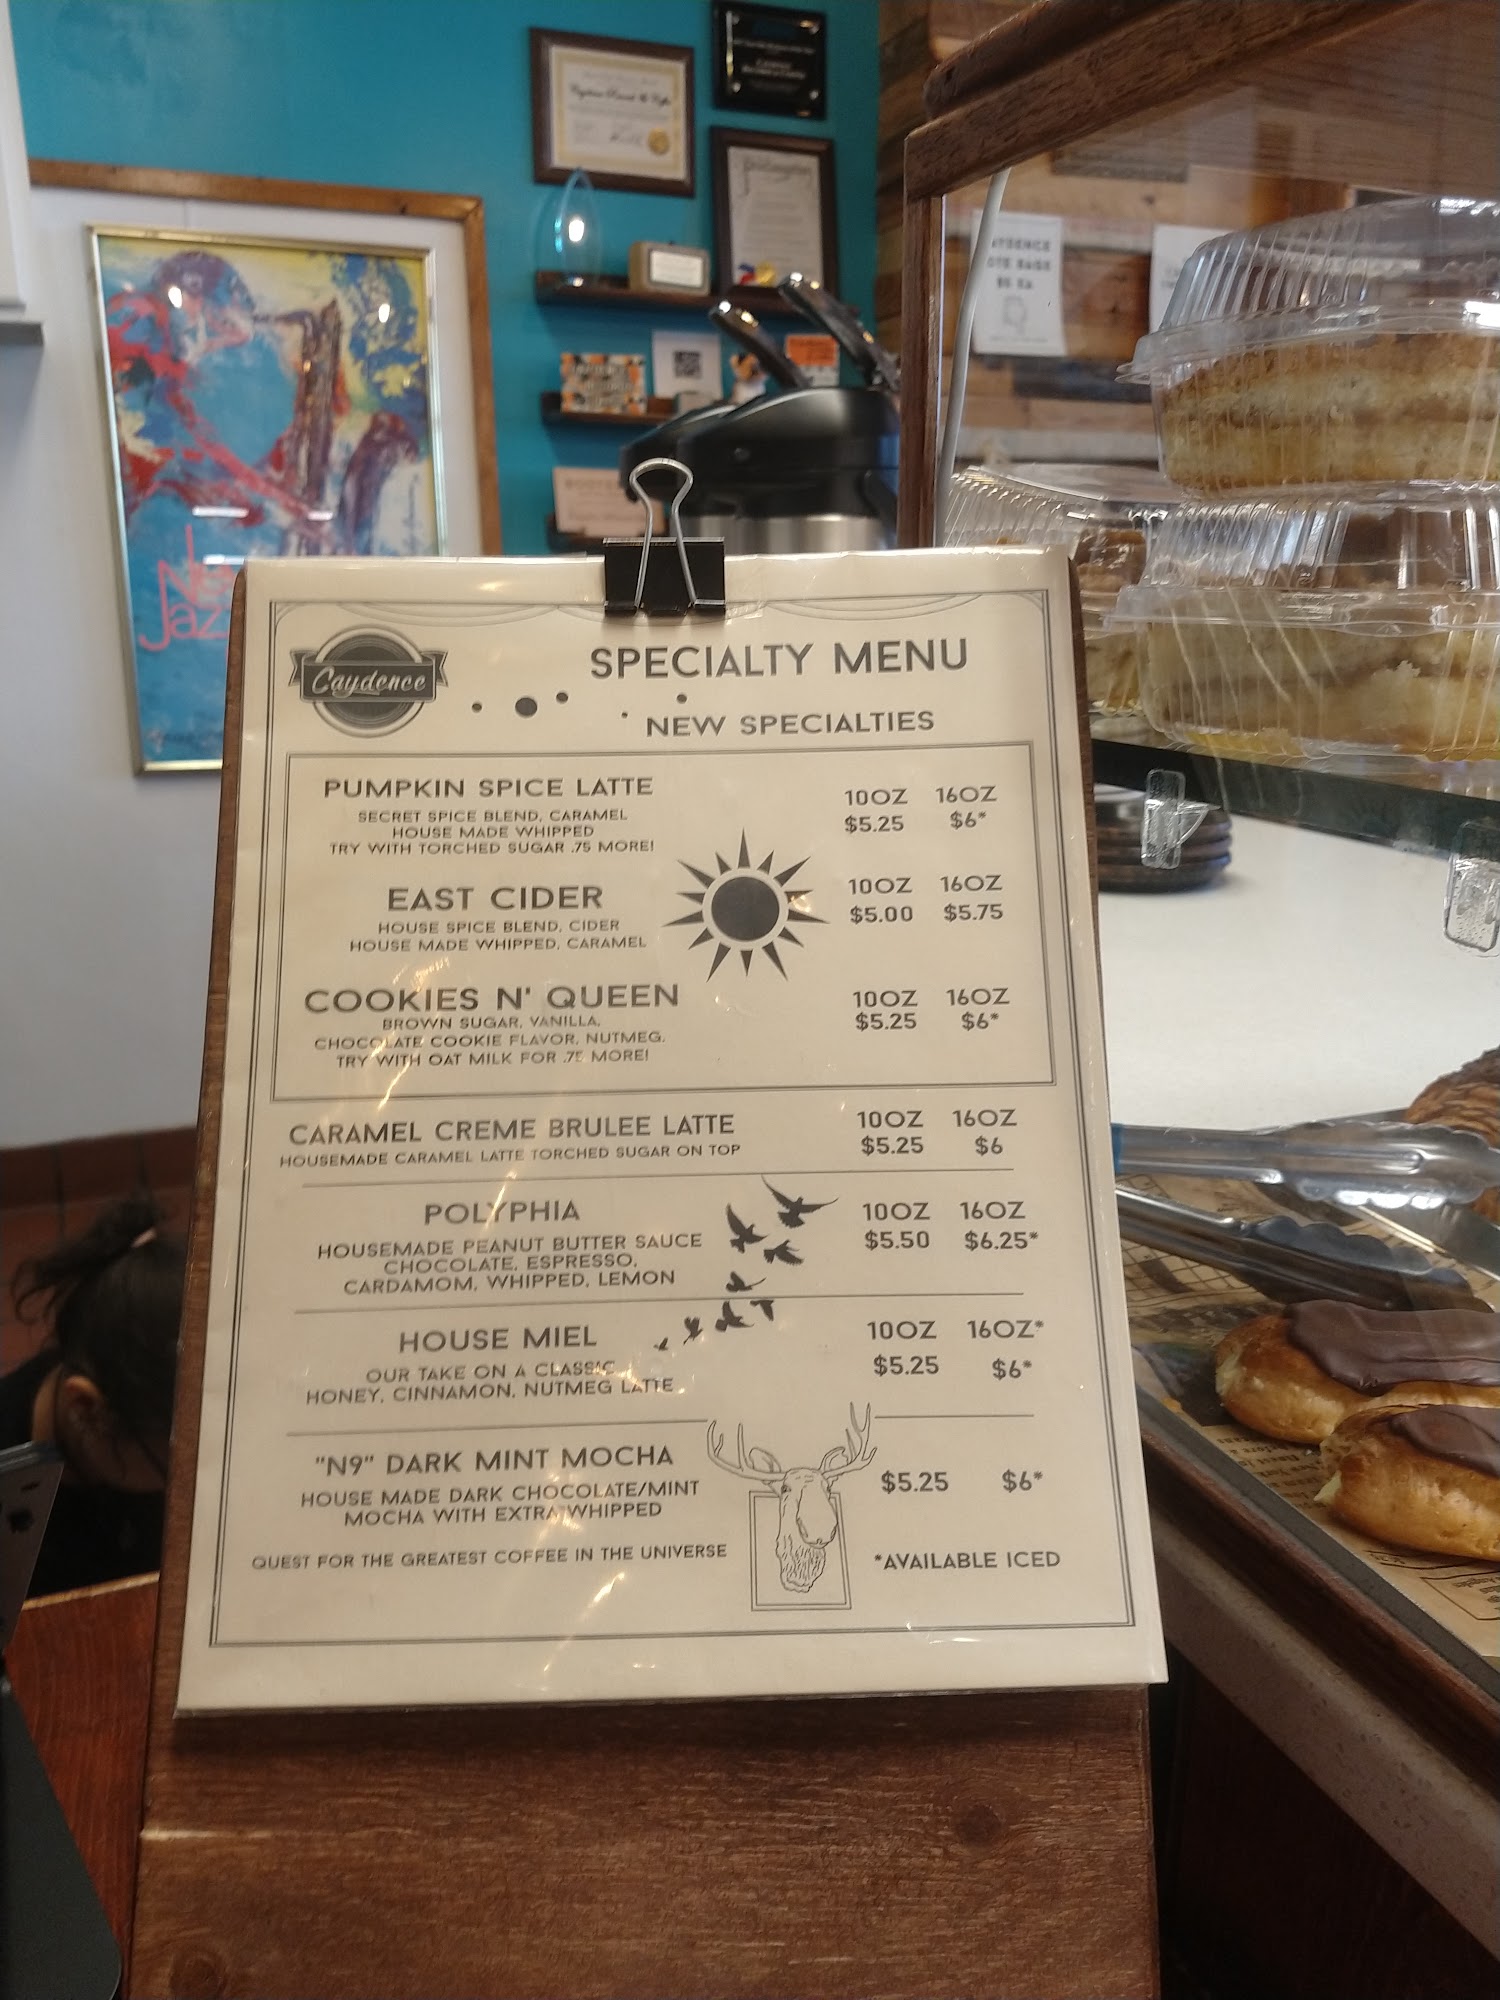 Caydence
SPECIALTY MENU
NEW SPECIALTIES
PUMPKIN SPICE LATTE
10OZ 16OZ
SECRET SPICE BLEND, CARAMEL
$5.25 $6*
HOUSE MADE WHIPPED
TRY WITH TORCHED SUGAR .75 MORE!
EAST CIDER
10OZ 16OZ
HOUSE SPICE BLEND, CIDER
$5.00 $5.75
HOUSE MADE WHIPPED, CARAMEL
COOKIES N' QUEEN
10OZ 16OZ
BROWN SUGAR, VANILLA,
$5.25 $6*
CHOCOLATE COOKIE FLAVOR, NUTMEG.
TRY WITH OAT MILK FOR .75 MORE!
CARAMEL CREME BRULEE LATTE
10OZ 16OZ
HOUSEMADE CARAMEL LATTE TORCHED SUGAR ON TOP
$5.25 $6
POLYPHIA
10OZ 16OZ
HOUSEMADE PEANUT BUTTER SAUCE
$5.50 $6.25*
CHOCOLATE, ESPRESSO,
CARDAMOM, WHIPPED, LEMON
HOUSE MIEL
10OZ 16OZ*
OUR TAKE ON A CLASSIC
$5.25 $6*
HONEY, CINNAMON, NUTMEG LATTE
"N9" DARK MINT MOCHA
$5.25 $6*
HOUSE MADE DARK CHOCOLATE/MINT
MOCHA WITH EXTRA WHIPPED
QUEST FOR THE GREATEST COFFEE IN THE UNIVERSE
*AVAILABLE ICED
Jazz